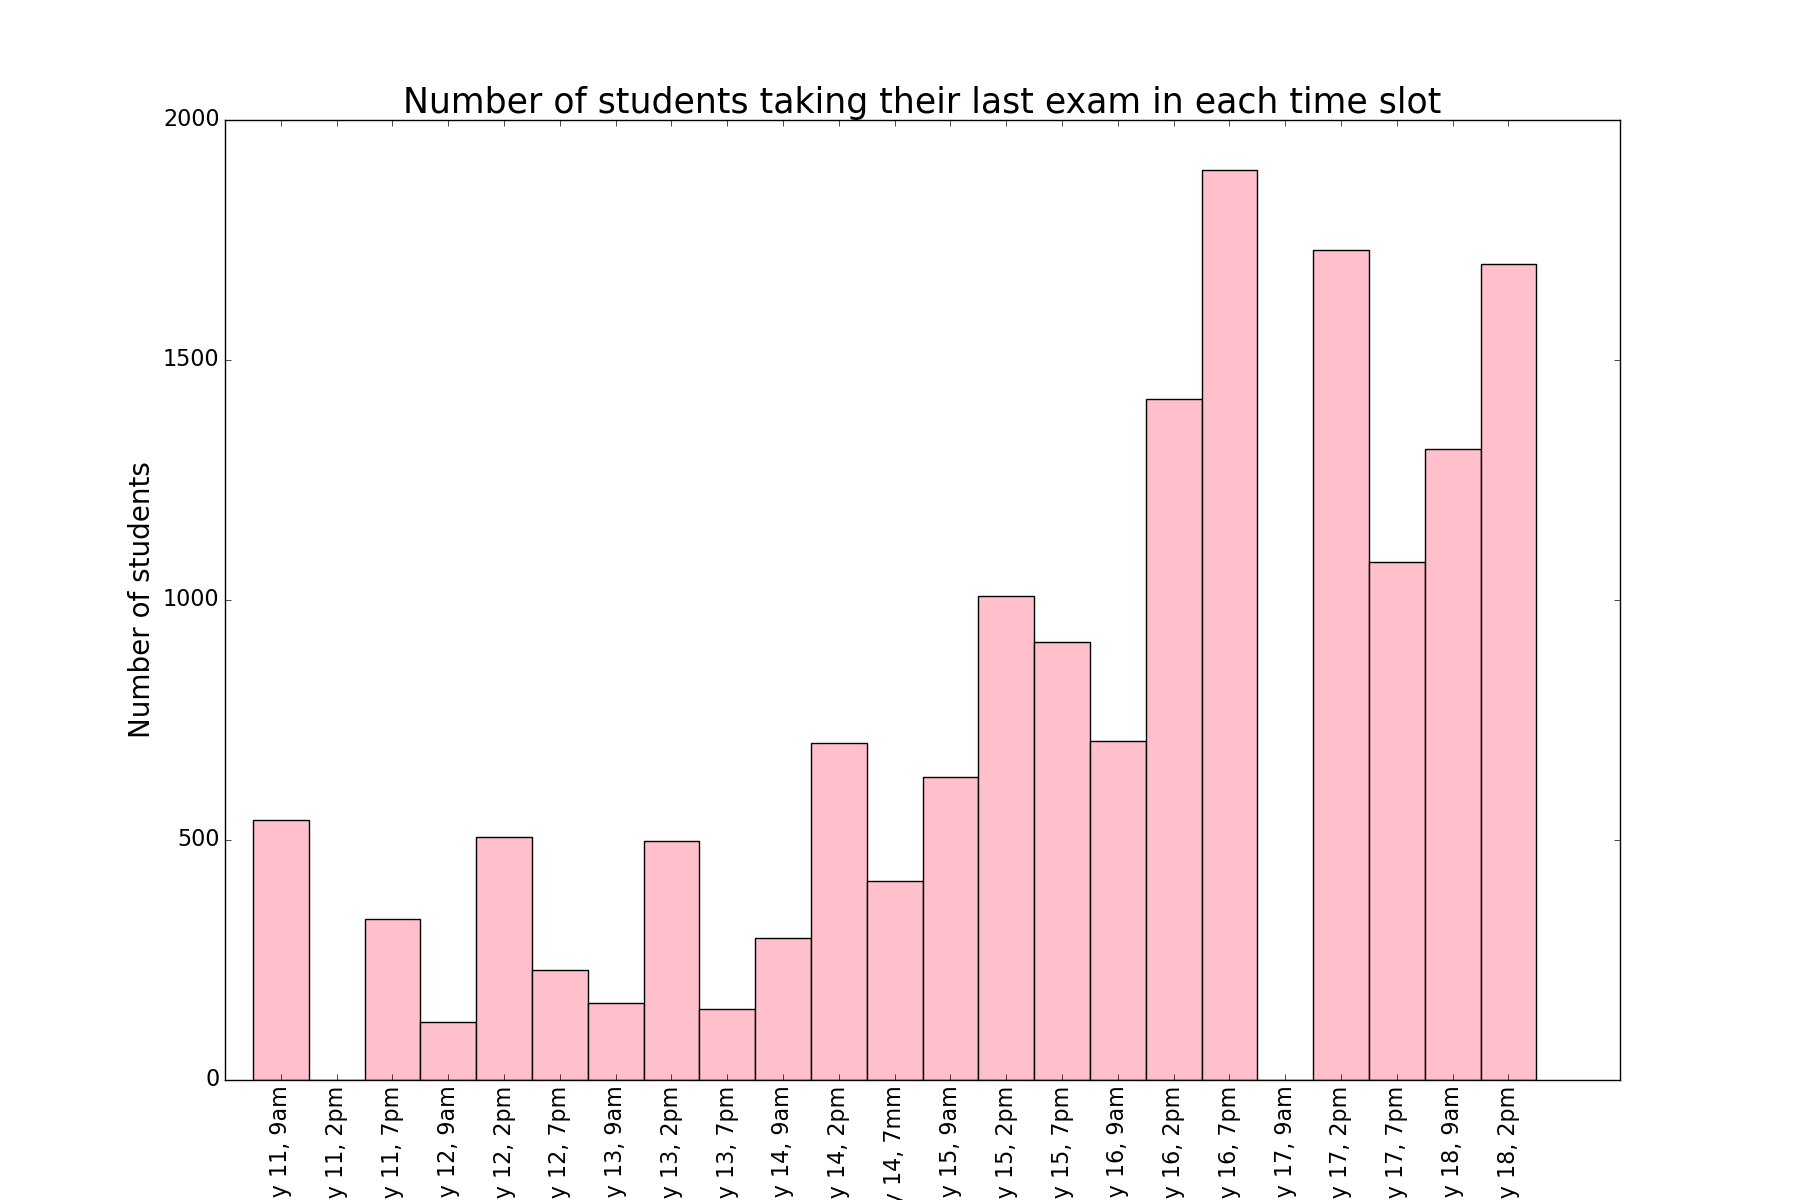 Number of students taking their last exam in each time slot
Number of students
2000
1500
1000
500
0
y 11, 9am
y 11, 2pm
y 11, 7pm
y 12, 9am
y 12, 2pm
y 12, 7pm
y 13, 9am
y 13, 2pm
y 13, 7pm
y 14, 9am
y 14, 2pm
y 14, 7mm
y 15, 9am
y 15, 2pm
y 15, 7pm
y 16, 9am
y 16, 2pm
y 16, 7pm
y 17, 9am
y 17, 2pm
y 17, 7pm
y 18, 9am
y 18, 2pm